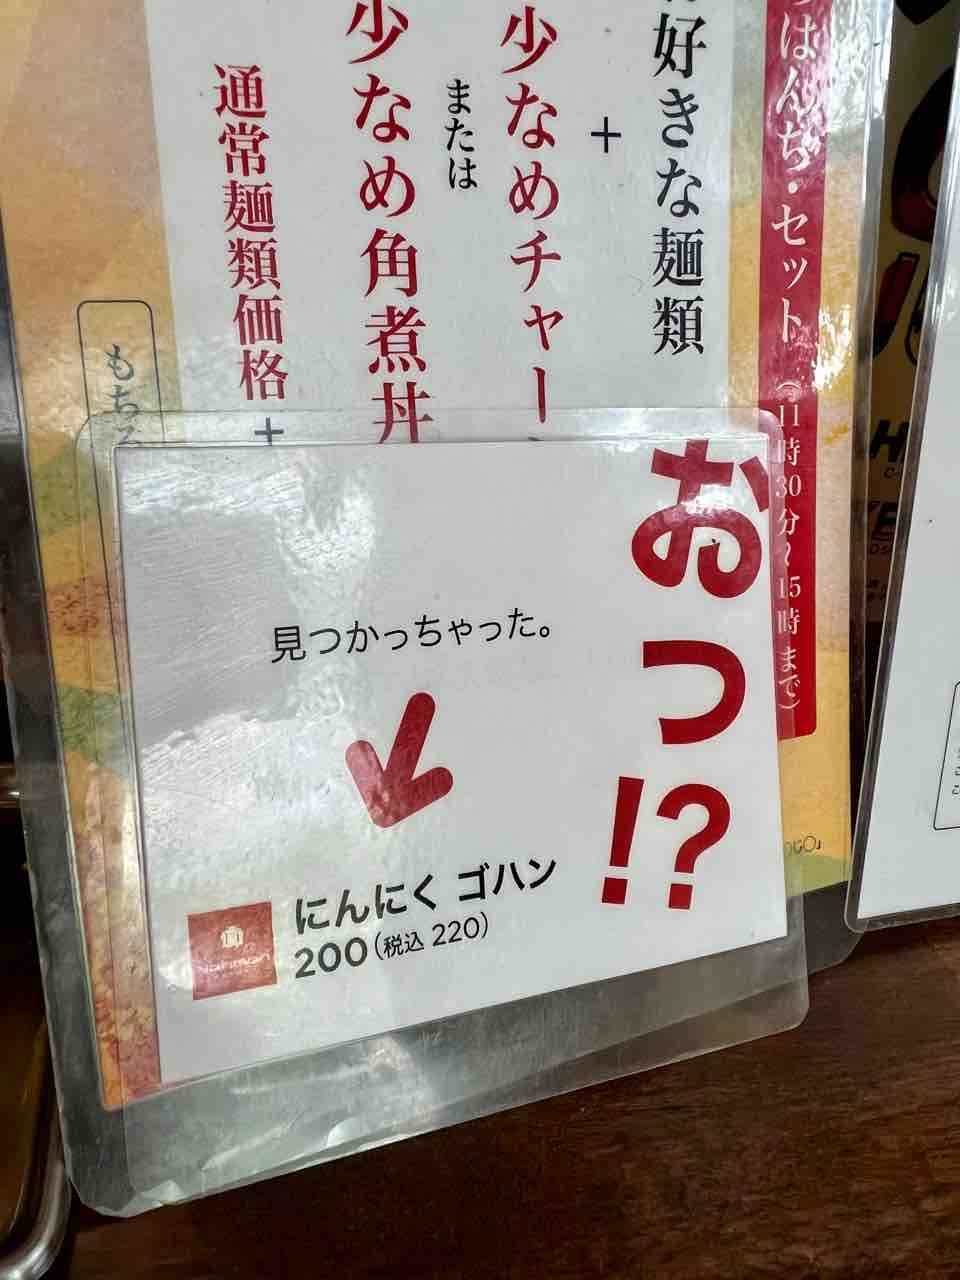 はんち・セット(11時30分〜15時まで)
好きな麺類
+
少なめチャー
または
少なめ角煮丼
通常麺類価格+
もち
おっ!?
見つかっちゃった。
にんにく ゴハン
200(税込 220)